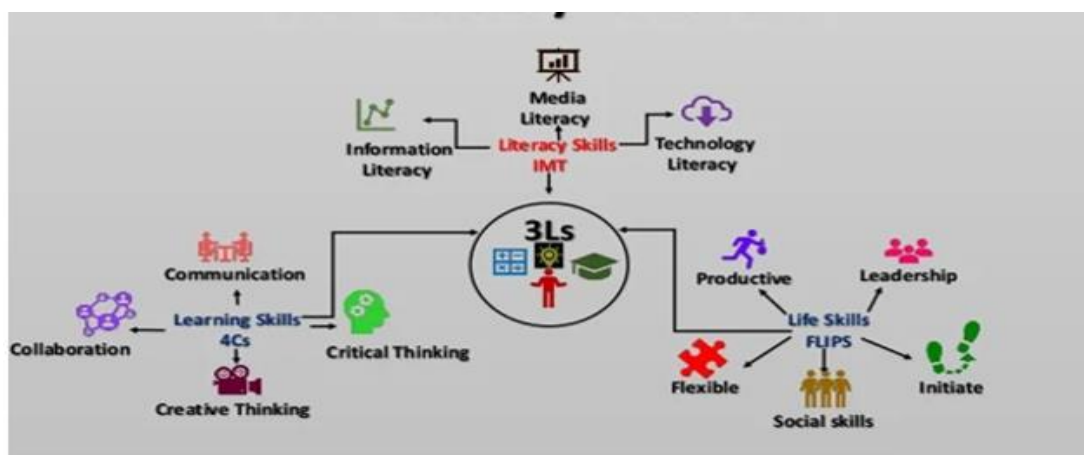 Media
Literacy
Information
Literacy
Literacy Skills
IMT
Technology
Literacy
3Ls
Communication
Collaboration
Learning Skills
4Cs
Critical Thinking
Creative Thinking
Productive
Leadership
Life Skills
FLIPS
Flexible
Social skills
Initiate